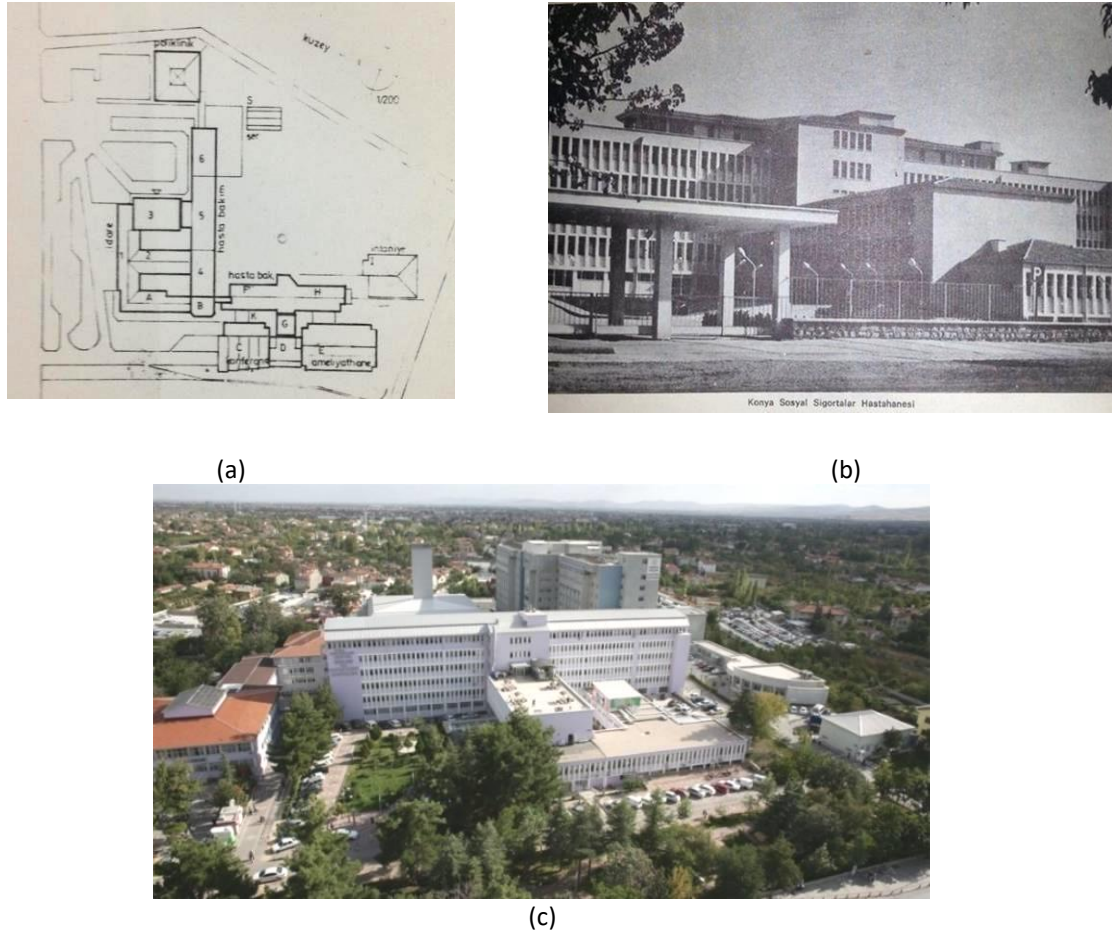 poliklinik
kuzey
1/200
S
ser
6
hasta bakım
5
3
idare
1
2
4
intaniye
hasta bak.
A
B
F
H
K
G
C
D
E
konferans
ameliyathane
P
Konya Sosyal Sigortalar Hastahanesi
(a)
(b)
(c)